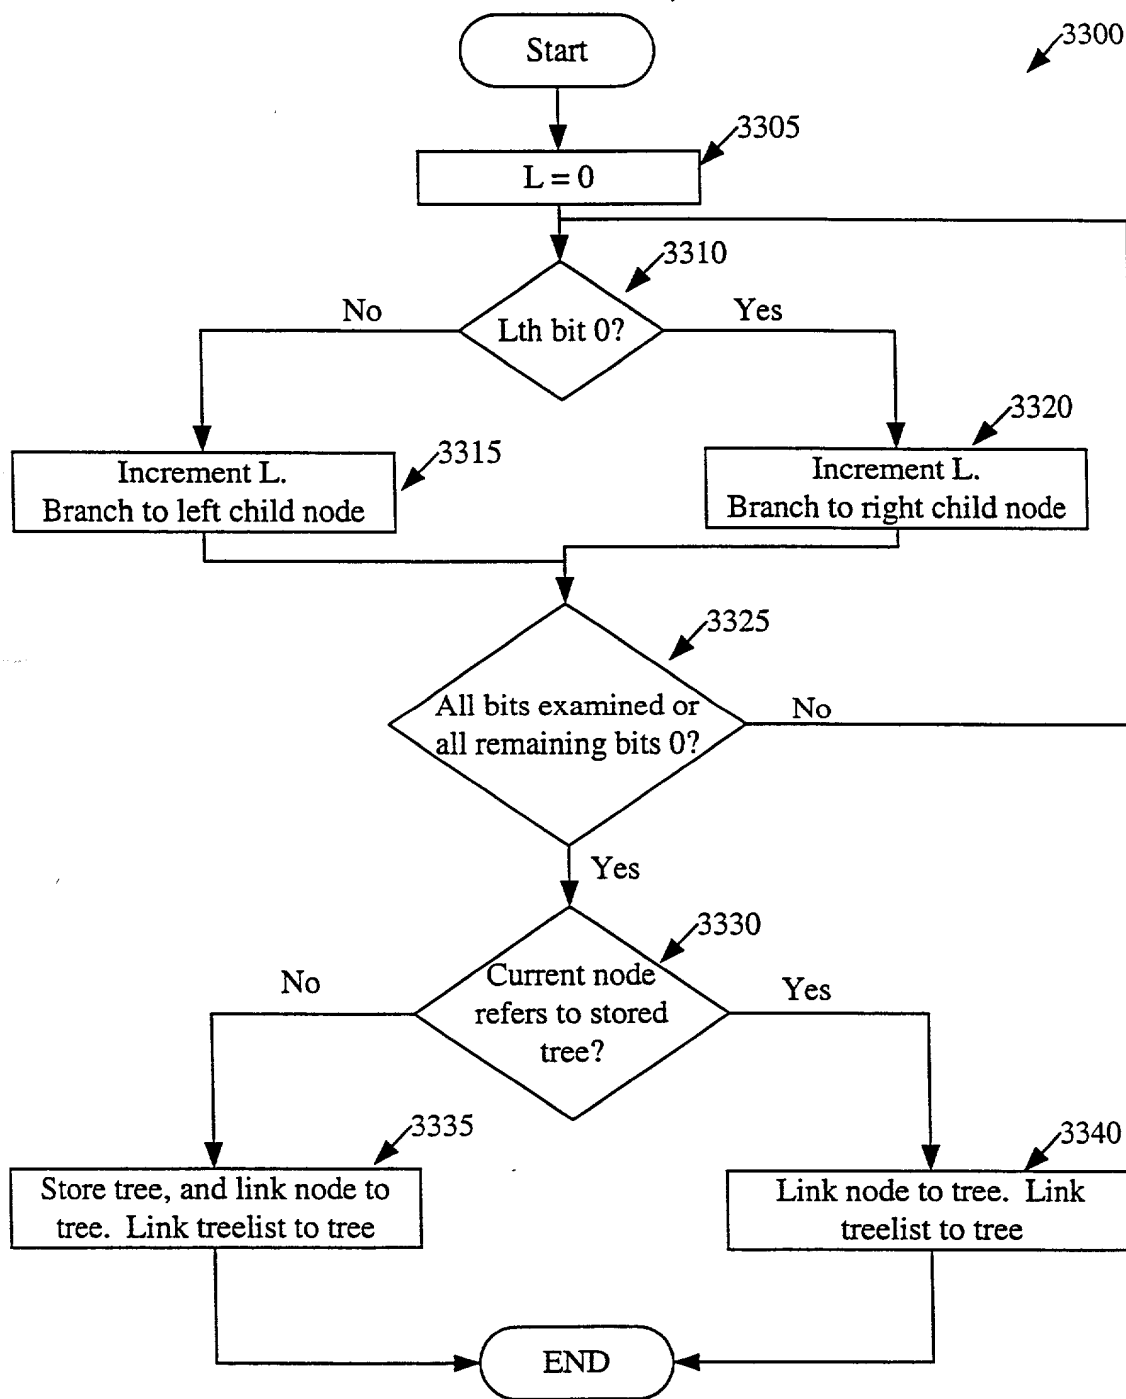 3300
Start
3305
L = 0
3310
No
Lth bit 0?
Yes
3315
Increment L.
Branch to left child node
3320
Increment L.
Branch to right child node
3325
All bits examined or
all remaining bits 0?
No
Yes
3330
No
Current node
refers to stored
tree?
Yes
3335
Store tree, and link node to
tree. Link treelist to tree
3340
Link node to tree. Link
treelist to tree
END